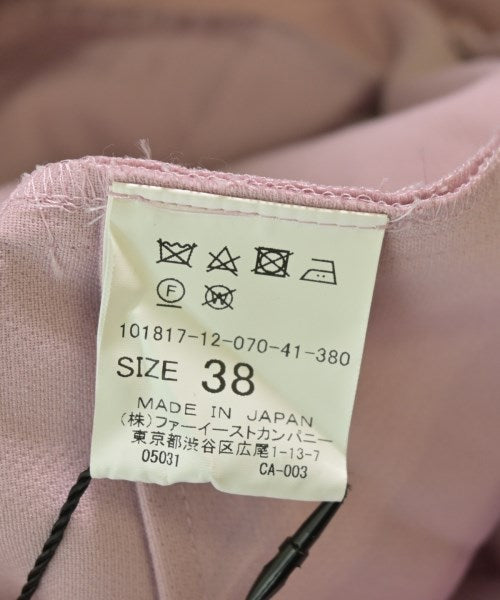 F W
101817-12-070-41-380
SIZE 38
MADE IN JAPAN
(株)ファーイーストカンパニー
東京都渋谷区広尾1-13-7
05031 CA-003